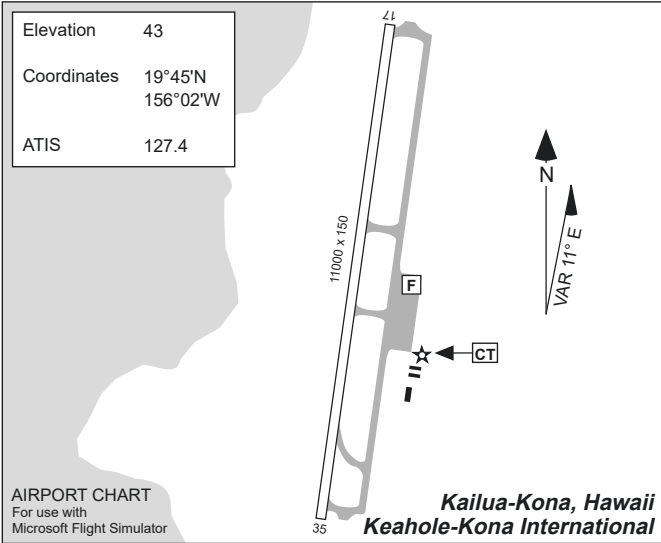 Elevation 43
Coordinates 19°45'N
156°02'W
ATIS 127.4
17
11000 x 150
F
CT
35
N
VAR 11° E
AIRPORT CHART
For use with
Microsoft Flight Simulator
Kailua-Kona, Hawaii
Keahole-Kona International